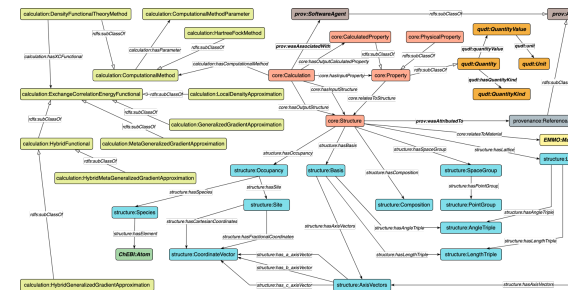 calculation:DensityFunctionalTheoryMethod
calculation:ComputationalMethodParameter
prov:SoftwareAgent
rdfs:subClassOf
rdfs:subClassOf
calculation:hasParameter
calculation:HartreeFockMethod
prov:wasAssociatedWith
core:CalculatedProperty
core:PhysicalProperty
qudt:QuantityValue
qudt:quantityValue
qudt:unit
calculation:hasXCFunctional
rdfs:subClassOf
core:hasOutputCalculatedProperty
rdfs:subClassOf
rdfs:subClassOf
qudt:Quantity
qudt:Unit
calculation:hasComputationalMethod
calculation:ComputationalMethod
core:Calculation
core:hasInputProperty
core:Property
rdfs:subClassOf
qudt:hasQuantityKind
calculation:ExchangeCorrelationEnergyFunctional
rdfs:subClassOf
calculation:LocalDensityApproximation
core:hasInputStructure
core:relatesToStructure
qudt:QuantityKind
rdfs:subClassOf
rdfs:subClassOf
rdfs:subClassOf
rdfs:subClassOf
core:hasOutputStructure
calculation:GeneralizedGradientApproximation
core:Structure
prov:wasAttributedTo
provenance:Reference
calculation:HybridFunctional
calculation:MetaGeneralizedGradientApproximation
core:relatesToMaterial
EMMO:Ma
structure:hasOccupancy
structure:hasBasis
structure:hasSpaceGroup
structure:hasLattice
rdfs:subClassOf
rdfs:subClassOf
calculation:HybridMetaGeneralizedGradientApproximation
structure:hasComposition
structure:L
structure:Occupancy
structure:Basis
structure:SpaceGroup
structure:hasSpecies
structure:hasSite
structure:hasPointGroup
structure:Species
structure:Site
structure:Composition
structure:PointGroup
structure:hasAngleTriple
structure:hasElement
structure:hasCartesianCoordinates
structure:hasAxisVectors
structure:hasAngleTriple
structure:AngleTriple
structure:hasFractionalCoordinates
structure:hasLengthTriple
ChEBI:Atom
structure:CoordinateVector
structure:has_a_axisVector
structure:hasLengthTriple
structure:LengthTriple
structure:has_b_axisVector
calculation:HybridGeneralizedGradientApproximation
structure:has_c_axisVector
structure:AxisVectors
structure:hasAxisVectors